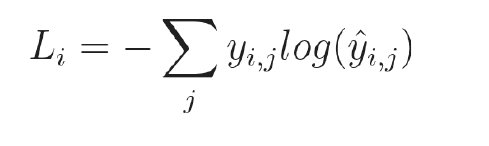 L_i = -\sum_j y_{i,j} log(\hat{y}_{i,j})